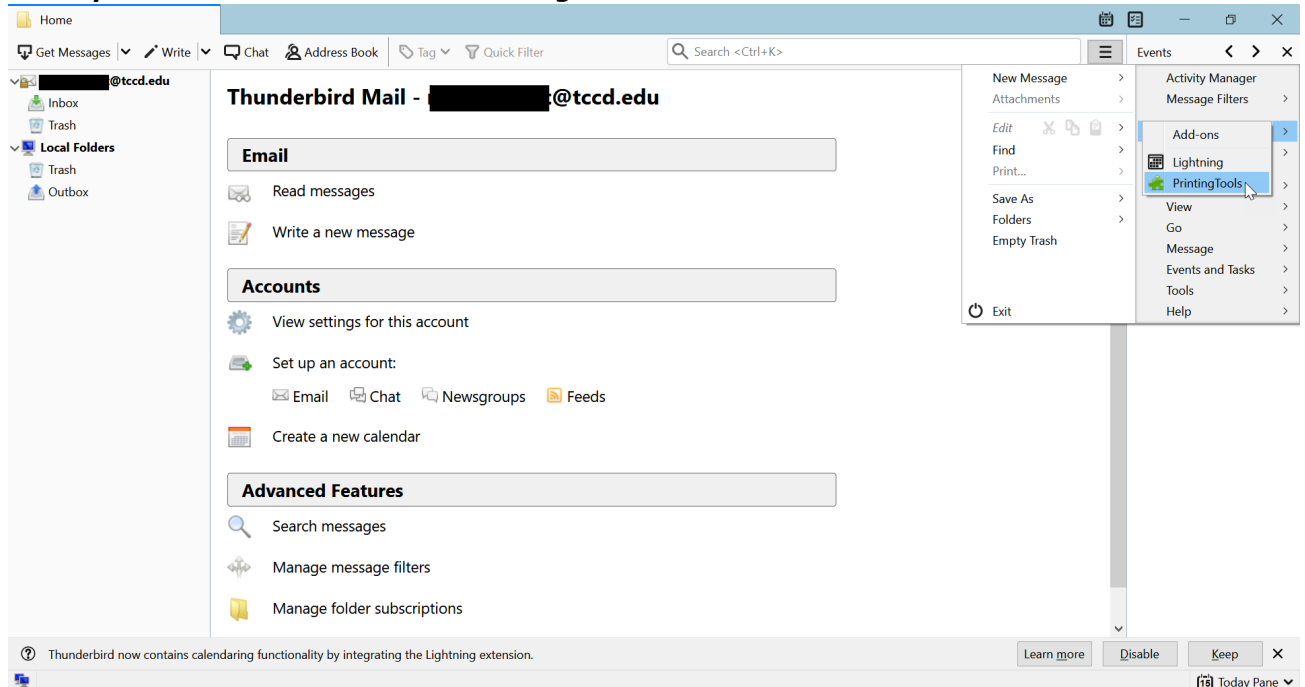 Home
Get Messages
Write
Chat
Address Book
Tag
Quick Filter
Search <Ctrl+K>
Events
@tccd.edu
Inbox
Trash
Local Folders
Trash
Outbox
Thunderbird Mail - @tccd.edu
Email
Read messages
Write a new message
Accounts
View settings for this account
Set up an account:
Email Chat Newsgroups Feeds
Create a new calendar
Advanced Features
Search messages
Manage message filters
Manage folder subscriptions
New Message
Attachments
Edit
Find
Print...
Save As
Folders
Empty Trash
Exit
Activity Manager
Message Filters
Add-ons
Lightning
PrintingTools
View
Go
Message
Events and Tasks
Tools
Help
Thunderbird now contains calendaring functionality by integrating the Lightning extension.
Learn more
Disable
Keep
15 Today Pane